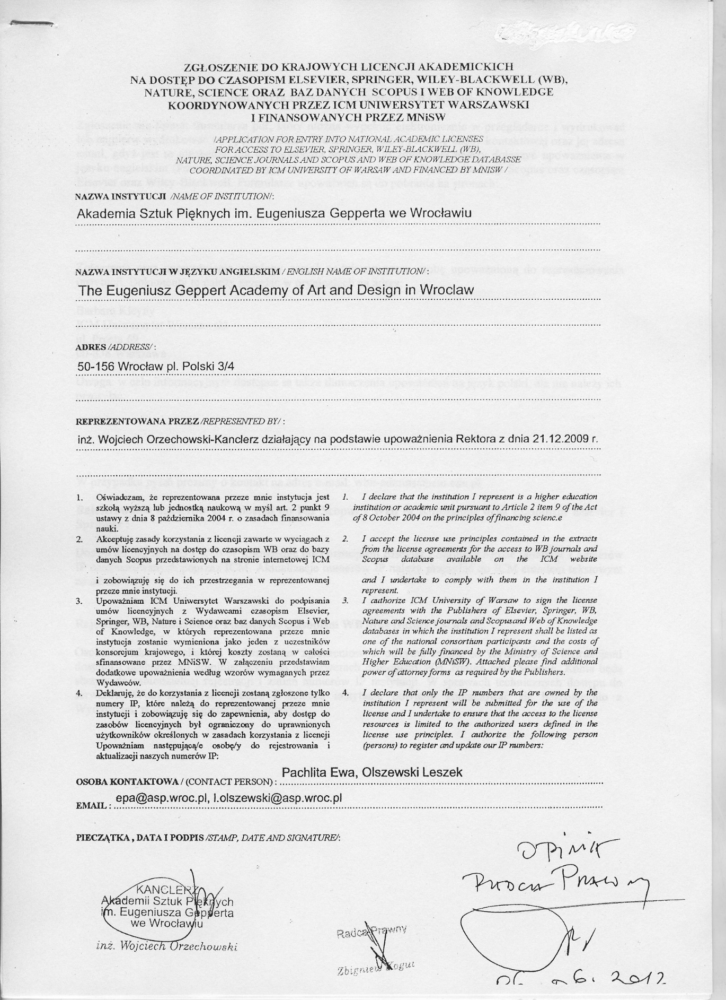 ZGŁOSZENIE DO KRAJOWYCH LICENCJI AKADEMICKICH
NA DOSTĘP DO CZASOPISM ELSEVIER, SPRINGER, WILEY-BLACKWELL (WB),
NATURE, SCIENCE ORAZ BAZ DANYCH SCOPUS I WEB OF KNOWLEDGE
KOORDYNOWANYCH PRZEZ ICM UNIWERSYTET WARSZAWSKI
I FINANSOWANYCH PRZEZ MNiSW
/APPLICATION FOR ENTRY INTO NATIONAL ACADEMIC LICENSES
FOR ACCESS TO ELSEVIER, SPRINGER, WILEY-BLACKWELL (WB),
NATURE, SCIENCE JOURNALS AND SCOPUS AND WEB OF KNOWLEDGE DATABASSE
COORDINATED BY ICM UNIVERSITY OF WARSAW AND FINANCED BY MNISW /
NAZWA INSTYTUCJI /NAME OF INSTITUTION/:
Akademia Sztuk Pięknych im. Eugeniusza Gepperta we Wrocławiu
NAZWA INSTYTUCJI W JĘZYKU ANGIELSKIM / ENGLISH NAME OF INSTITUTION/ :
The Eugeniusz Geppert Academy of Art and Design in Wroclaw
ADRES /ADDRESS/ :
50-156 Wrocław pl. Polski 3/4
REPREZENTOWANA PRZEZ /REPRESENTED BY/ :
inż. Wojciech Orzechowski-Kanclerz działający na podstawie upoważnienia Rektora z dnia 21.12.2009 r.
1. Oświadczam, że reprezentowana przeze mnie instytucja jest
szkołą wyższą lub jednostką naukową w myśl art. 2 punkt 9
ustawy z dnia 8 października 2004 r. o zasadach finansowania
nauki.
2. Akceptuję zasady korzystania z licencji zawarte w wyciągach z
umów licencyjnych na dostęp do czasopism WB oraz do bazy
danych Scopus przedstawionych na stronie internetowej ICM
i zobowiązuję się do ich przestrzegania w reprezentowanej
przeze mnie instytucji.
3. Upoważniam ICM Uniwersytet Warszawski do podpisania
umów licencyjnych z Wydawcami czasopism Elsevier,
Springer, WB, Nature i Science oraz baz danych Scopus i Web
of Knowledge, w których reprezentowana przeze mnie
instytucja zostanie wymieniona jako jeden z uczestników
konsorcjum krajowego, i której koszty zostaną w całości
sfinansowane przez MNiSW. W załączeniu przedstawiam
dodatkowe upoważnienia według wzorów wymaganych przez
Wydawców.
4. Deklaruję, że do korzystania z licencji zostaną zgłoszone tylko
numery IP, które należą do reprezentowanej przeze mnie
instytucji i zobowiązuję się do zapewnienia, aby dostęp do
zasobów licencyjnych był ograniczony do uprawnionych
użytkowników określonych w zasadach korzystania z licencji
Upoważniam następującą/e osobę/y do rejestrowania i
aktualizacji naszych numerów IP:
1. I declare that the institution I represent is a higher education
institution or academic unit pursuant to Article 2 item 9 of the Act
of 8 October 2004 on the principles of financing scienc.e
2. I accept the license use principles contained in the extracts
from the license agreements for the access to WB journals and
Scopus database available on the ICM website
and I undertake to comply with them in the institution I
represent.
3. I authorize ICM University of Warsaw to sign the license
agreements with the Publishers of Elsevier, Springer, WB,
Nature and Science journals and Scopus and Web of Knowledge
databases in which the institution I represent shall be listed as
one of the national consortium participants and the costs of
which will be fully financed by the Ministry of Science and
Higher Education (MNiSW). Attached please find additional
power of attorney forms as required by the Publishers.
4. I declare that only the IP numbers that are owned by the
institution I represent will be submitted for the use of the
license and I undertake to ensure that the access to the license
resources is limited to the authorized users defined in the
license use principles. I authorize the following person
(persons) to register and update our IP numbers:
OSOBA KONTAKTOWA / (CONTACT PERSON) : Pachlita Ewa, Olszewski Leszek
EMAIL : epa@asp.wroc.pl, l.olszewski@asp.wroc.pl
PIECZĄTKA , DATA I PODPIS /STAMP, DATE AND SIGNATURE/:
KANCLERZ
Akademii Sztuk Pięknych
im. Eugeniusza Gepperta
we Wrocławiu
inż. Wojciech Orzechowski
Radca Prawny
Zbigniew Kogut
OPINIA
RADCA PRAWNY
06. 2012